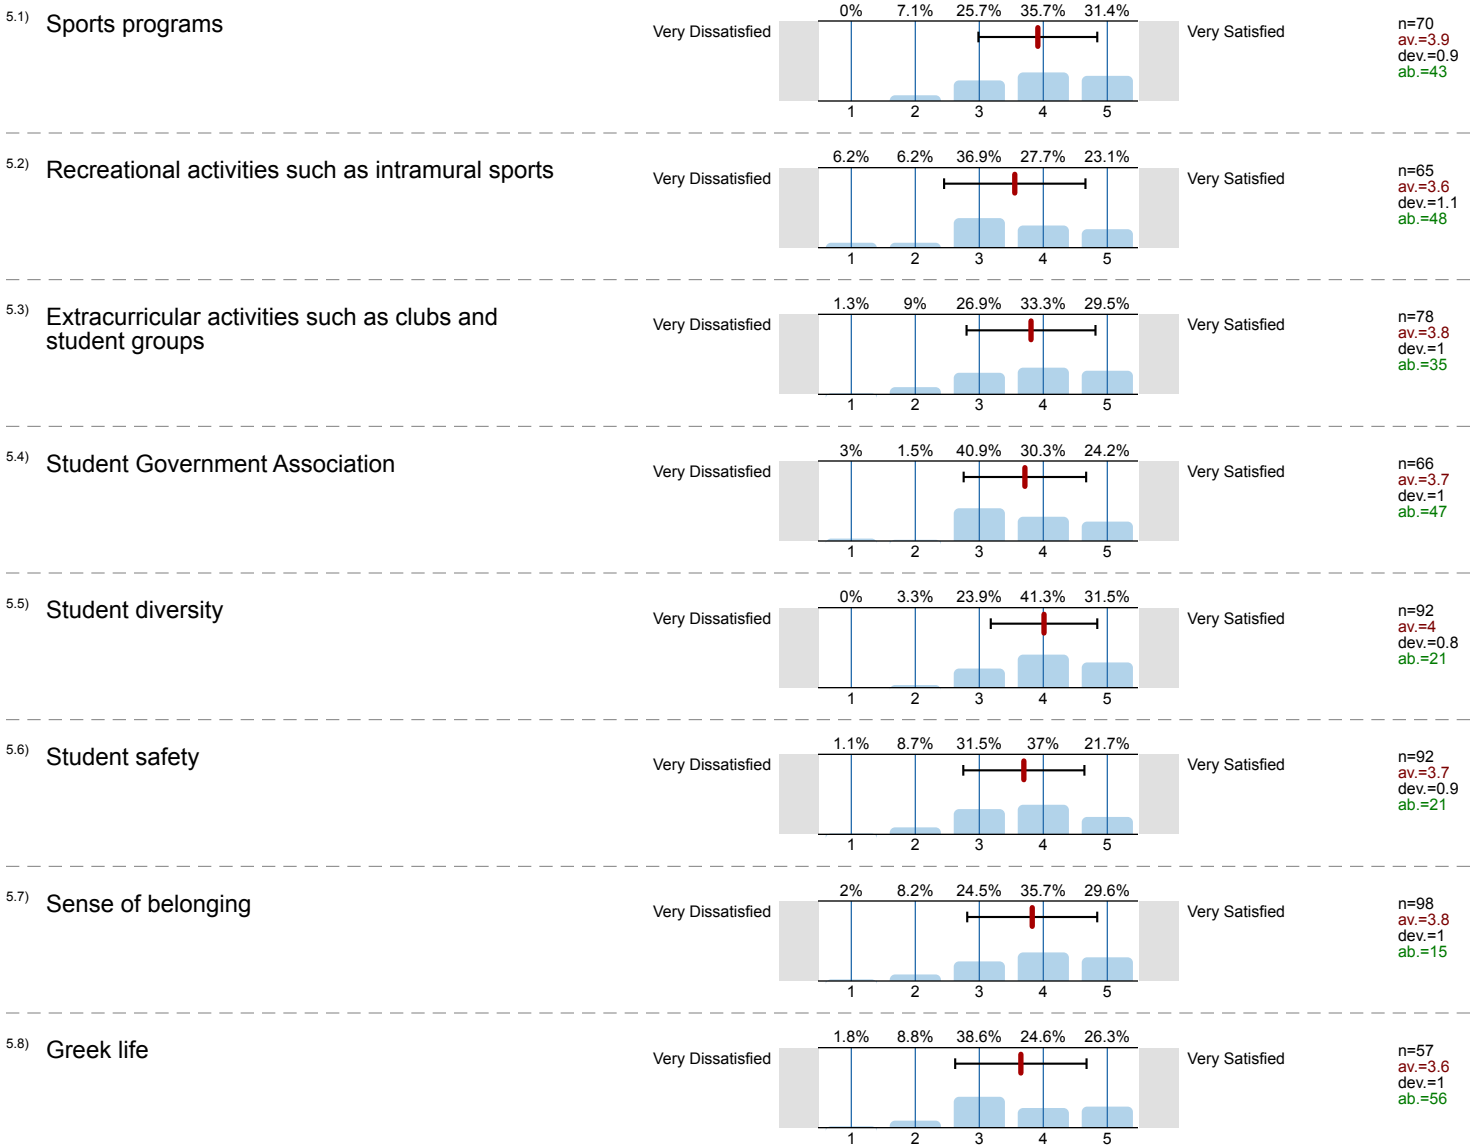 5.1) Sports programs
0% 7.1% 25.7% 35.7% 31.4%
Very Dissatisfied Very Satisfied
n=70
av.=3.9
dev.=0.9
ab.=43
1 2 3 4 5
5.2) Recreational activities such as intramural sports
6.2% 6.2% 36.9% 27.7% 23.1%
Very Dissatisfied Very Satisfied
n=65
av.=3.6
dev.=1.1
ab.=48
1 2 3 4 5
5.3) Extracurricular activities such as clubs and
student groups
1.3% 9% 26.9% 33.3% 29.5%
Very Dissatisfied Very Satisfied
n=78
av.=3.8
dev.=1
ab.=35
1 2 3 4 5
5.4) Student Government Association
3% 1.5% 40.9% 30.3% 24.2%
Very Dissatisfied Very Satisfied
n=66
av.=3.7
dev.=1
ab.=47
1 2 3 4 5
5.5) Student diversity
0% 3.3% 23.9% 41.3% 31.5%
Very Dissatisfied Very Satisfied
n=92
av.=4
dev.=0.8
ab.=21
1 2 3 4 5
5.6) Student safety
1.1% 8.7% 31.5% 37% 21.7%
Very Dissatisfied Very Satisfied
n=92
av.=3.7
dev.=0.9
ab.=21
1 2 3 4 5
5.7) Sense of belonging
2% 8.2% 24.5% 35.7% 29.6%
Very Dissatisfied Very Satisfied
n=98
av.=3.8
dev.=1
ab.=15
1 2 3 4 5
5.8) Greek life
1.8% 8.8% 38.6% 24.6% 26.3%
Very Dissatisfied Very Satisfied
n=57
av.=3.6
dev.=1
ab.=56
1 2 3 4 5